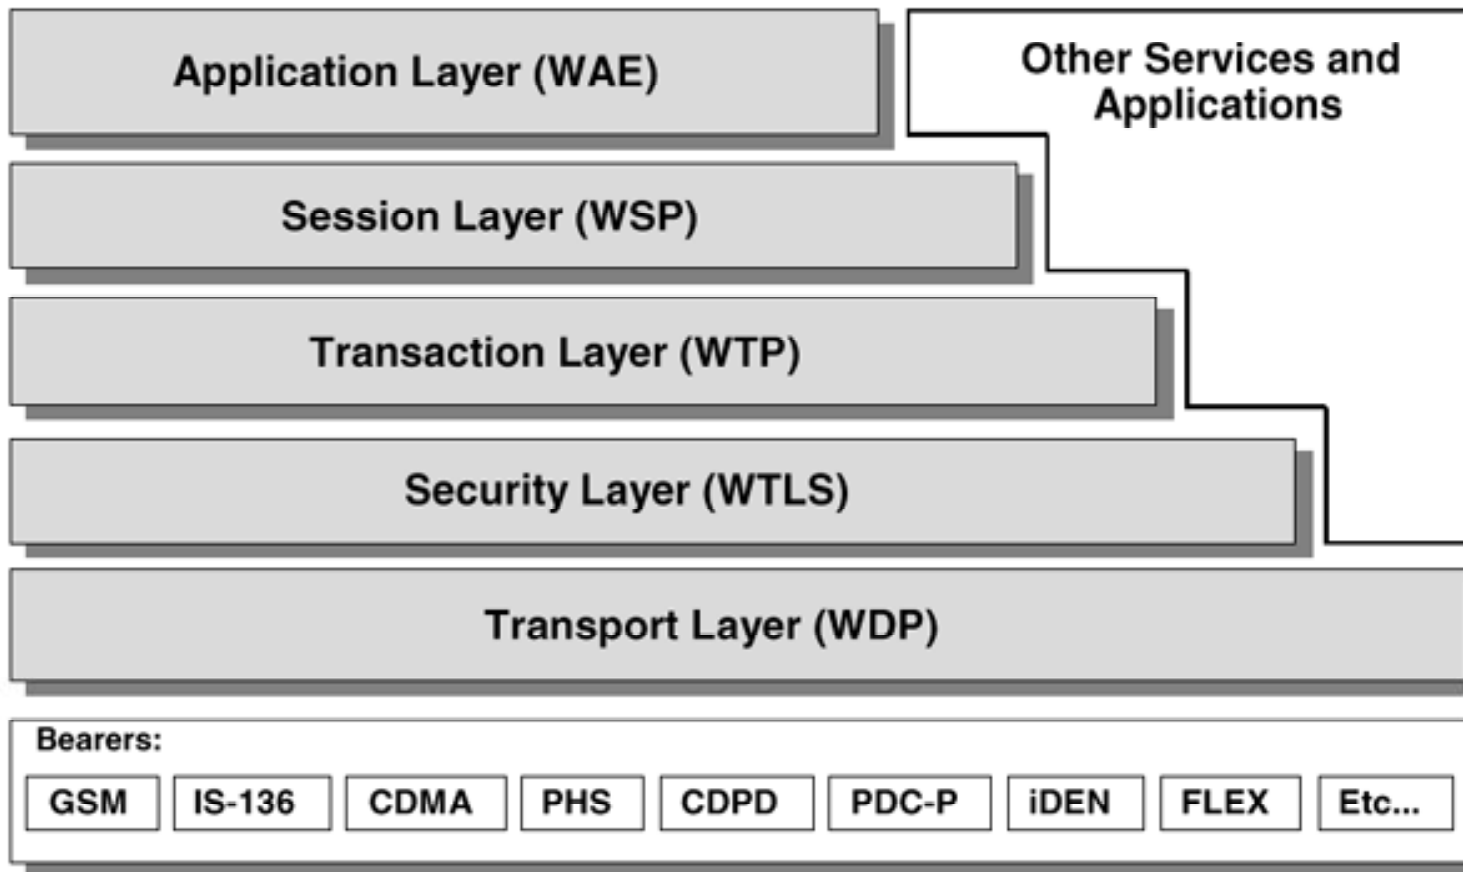 Application Layer (WAE)
Other Services and
Applications
Session Layer (WSP)
Transaction Layer (WTP)
Security Layer (WTLS)
Transport Layer (WDP)
Bearers:
GSM IS-136 CDMA PHS CDPD PDC-P iDEN FLEX Etc...